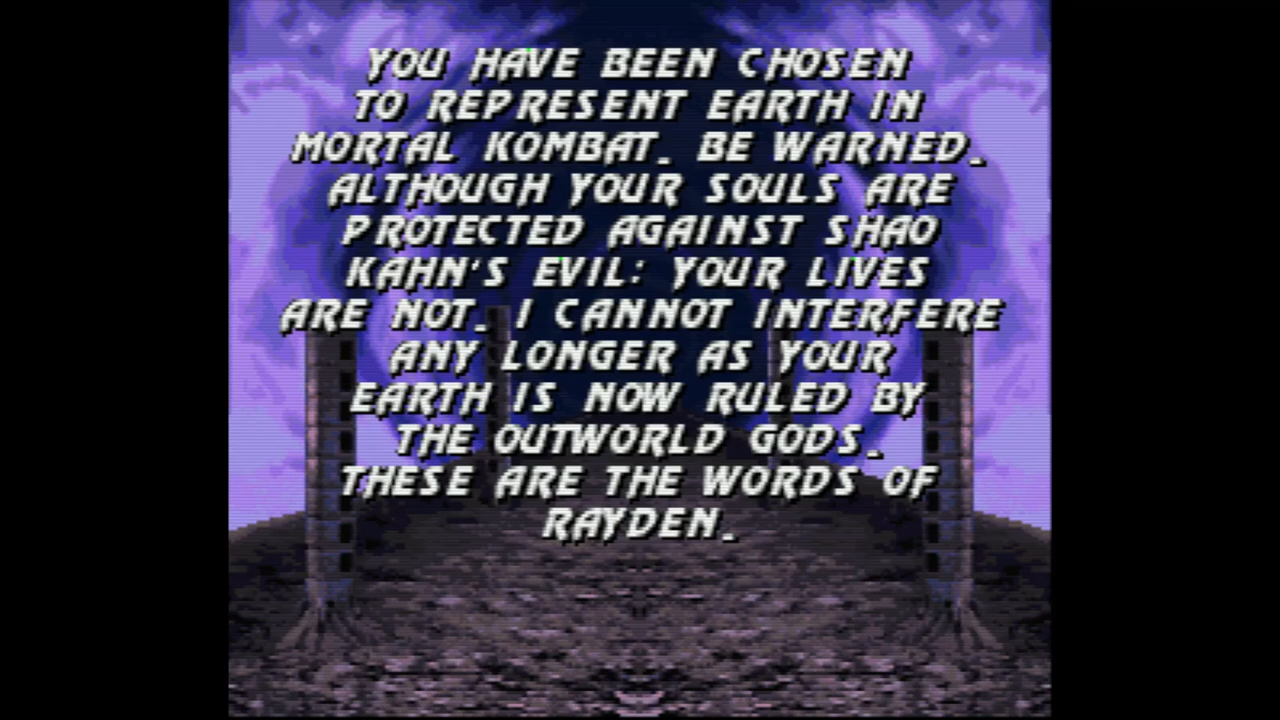 YOU HAVE BEEN CHOSEN
TO REPRESENT EARTH IN
MORTAL KOMBAT. BE WARNED.
ALTHOUGH YOUR SOULS ARE
PROTECTED AGAINST SHAO
KAHN'S EVIL: YOUR LIVES
ARE NOT. I CANNOT INTERFERE
ANY LONGER AS YOUR
EARTH IS NOW RULED BY
THE OUTWORLD GODS.
THESE ARE THE WORDS OF
RAYDEN.